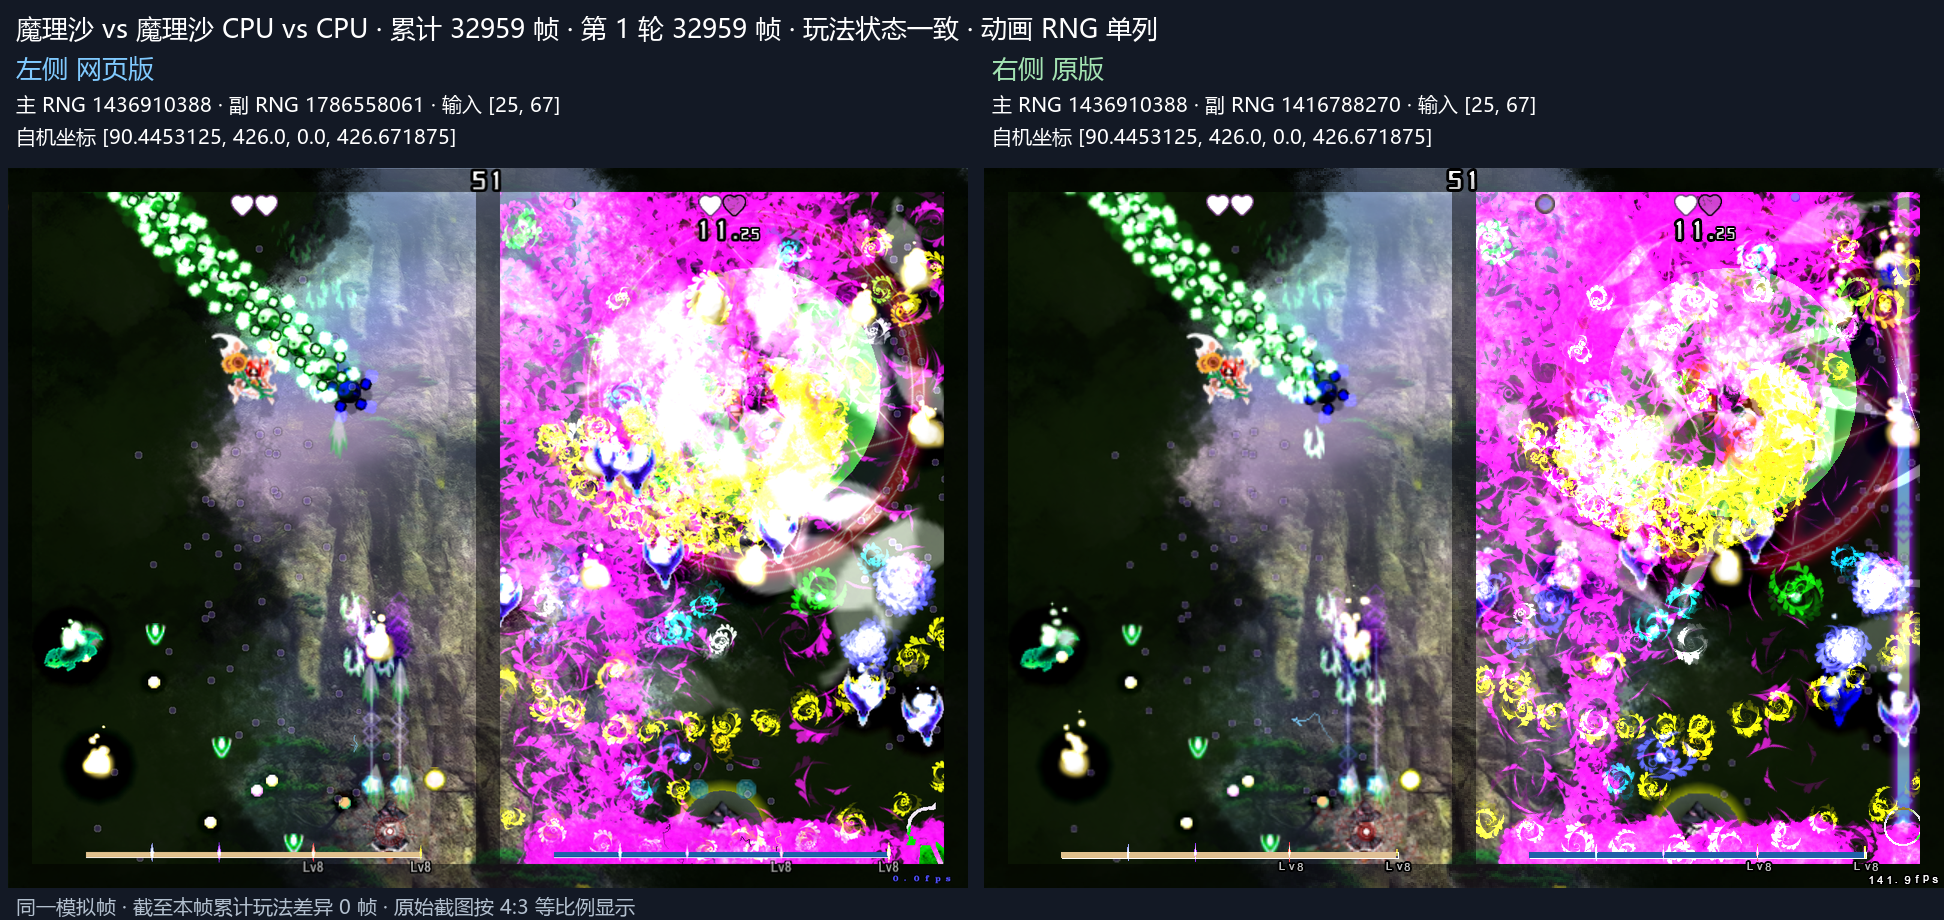 魔理沙 vs 魔理沙 CPU vs CPU · 累计 32959 帧 · 第 1 轮 32959 帧 · 玩法状态一致 · 动画 RNG 单列
左侧 网页版
主 RNG 1436910388 · 副 RNG 1786558061 · 输入 [25, 67]
自机坐标 [90.4453125, 426.0, 0.0, 426.671875]
右侧 原版
主 RNG 1436910388 · 副 RNG 1416788270 · 输入 [25, 67]
自机坐标 [90.4453125, 426.0, 0.0, 426.671875]
51
11.25
Lv8
Lv8
Lv8
Lv8
0.0fps
51
11.25
Lv8
Lv8
Lv8
Lv8
141.9fps
同一模拟帧 · 截至本帧累计玩法差异 0 帧 · 原始截图按 4:3 等比例显示